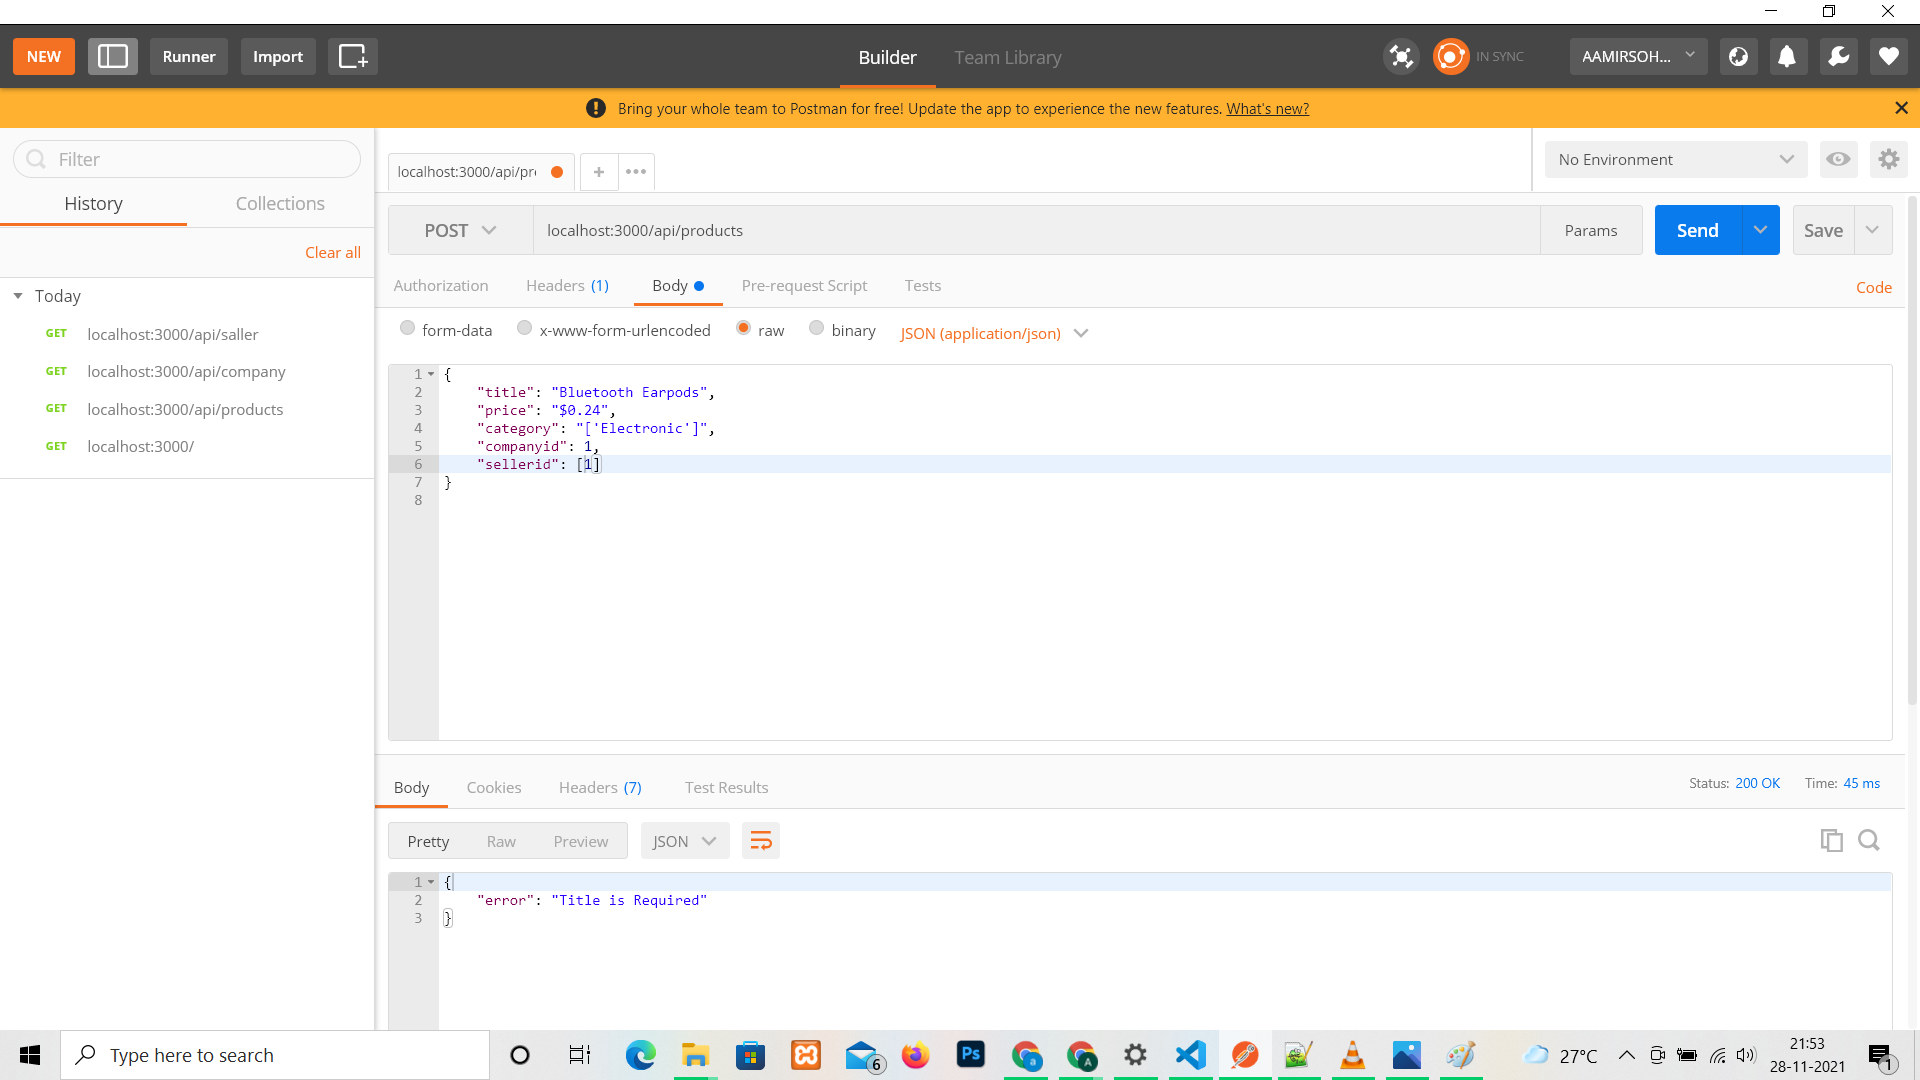 NEW
Runner
Import
Builder
Team Library
IN SYNC
AAMIRSOH...
Bring your whole team to Postman for free! Update the app to experience the new features. What's new?
Filter
History
Collections
Clear all
Today
GET localhost:3000/api/saller
GET localhost:3000/api/company
GET localhost:3000/api/products
GET localhost:3000/
localhost:3000/api/pr
No Environment
POST
localhost:3000/api/products
Params
Send
Save
Authorization
Headers (1)
Body
Pre-request Script
Tests
Code
form-data
x-www-form-urlencoded
raw
binary
JSON (application/json)
1 {
2 "title": "Bluetooth Earpods",
3 "price": "$0.24",
4 "category": "['Electronic']",
5 "companyid": 1,
6 "sellerid": [1]
7 }
8
Body
Cookies
Headers (7)
Test Results
Status: 200 OK
Time: 45 ms
Pretty
Raw
Preview
JSON
1 {
2 "error": "Title is Required"
3 }
Type here to search
6
Ps
a
A
27°C
21:53
28-11-2021
1